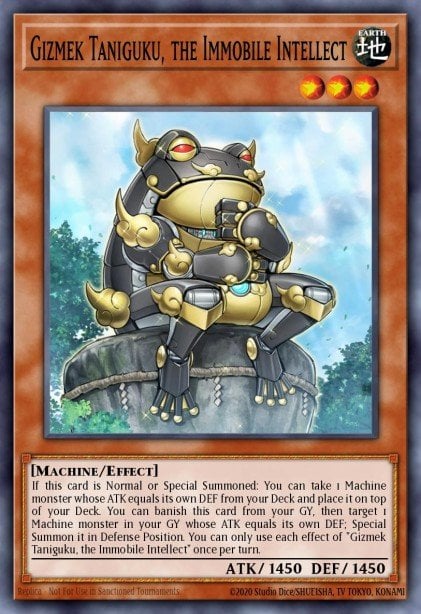 Gizmek Taniguku, the Immobile Intellect
EARTH
地
[Machine/Effect]
If this card is Normal or Special Summoned: You can take 1 Machine
monster whose ATK equals its own DEF from your Deck and place it on top
of your Deck. You can banish this card from your GY, then target 1
Machine monster in your GY whose ATK equals its own DEF; Special
Summon it in Defense Position. You can only use each effect of "Gizmek
Taniguku, the Immobile Intellect" once per turn.
ATK/ 1450 DEF/ 1450
Replica - Not For Use in Sanctioned Tournaments
©2020 Studio Dice/SHUEISHA, TV TOKYO, KONAMI